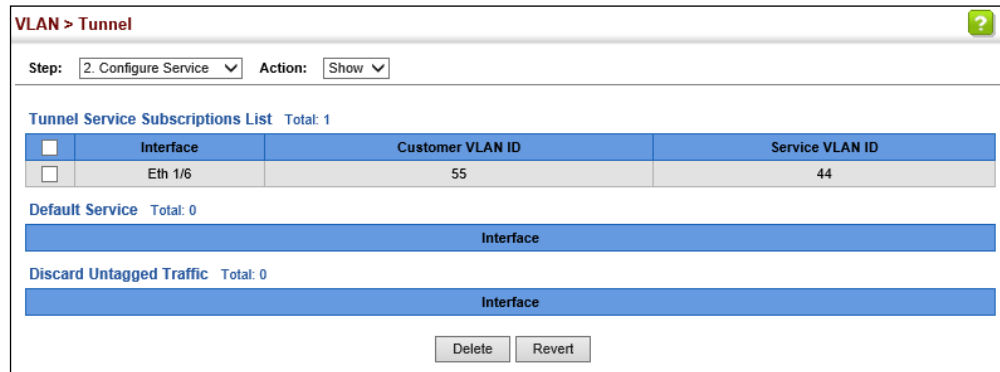 VLAN > Tunnel
?
Step: 2. Configure Service Action: Show
Tunnel Service Subscriptions List Total: 1
Interface Customer VLAN ID Service VLAN ID
Eth 1/6 55 44
Default Service Total: 0
Interface
Discard Untagged Traffic Total: 0
Interface
Delete Revert